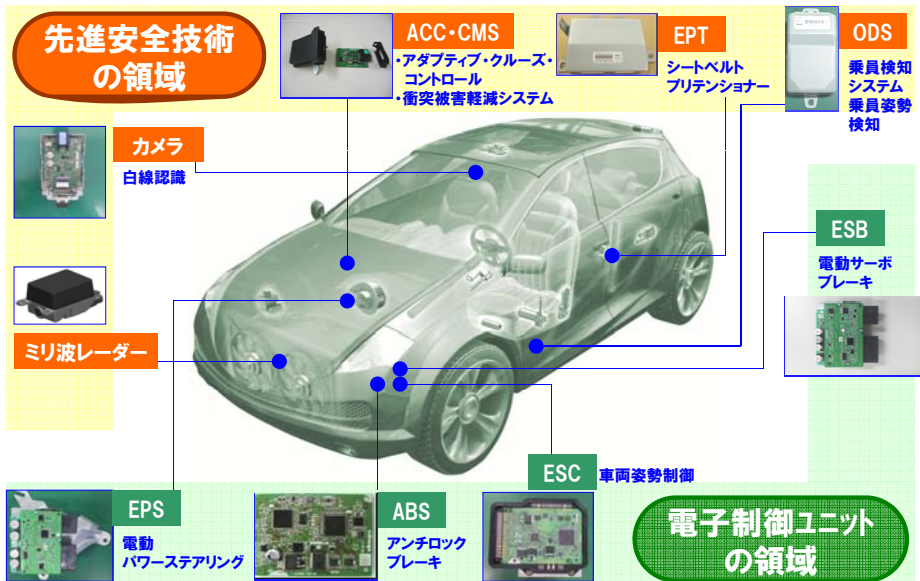 先進安全技術
の領域
ACC・CMS
・アダプティブ・クルーズ・
コントロール
・衝突被害軽減システム
EPT
シートベルト
プリテンショナー
ODS
乗員検知
システム
乗員姿勢
検知
カメラ
白線認識
ESB
電動サーボ
ブレーキ
ミリ波レーダー
ESC
車両姿勢制御
EPS
電動
パワーステアリング
ABS
アンチロック
ブレーキ
電子制御ユニット
の領域